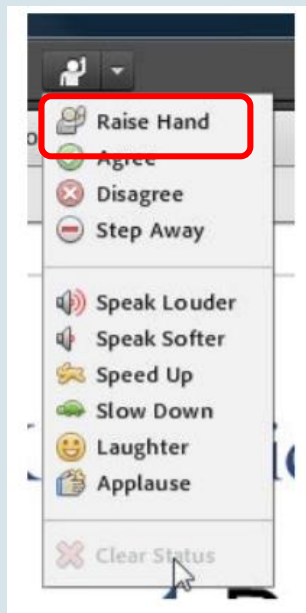 Raise Hand
Agree
Disagree
Step Away
Speak Louder
Speak Softer
Speed Up
Slow Down
Laughter
Applause
Clear Status